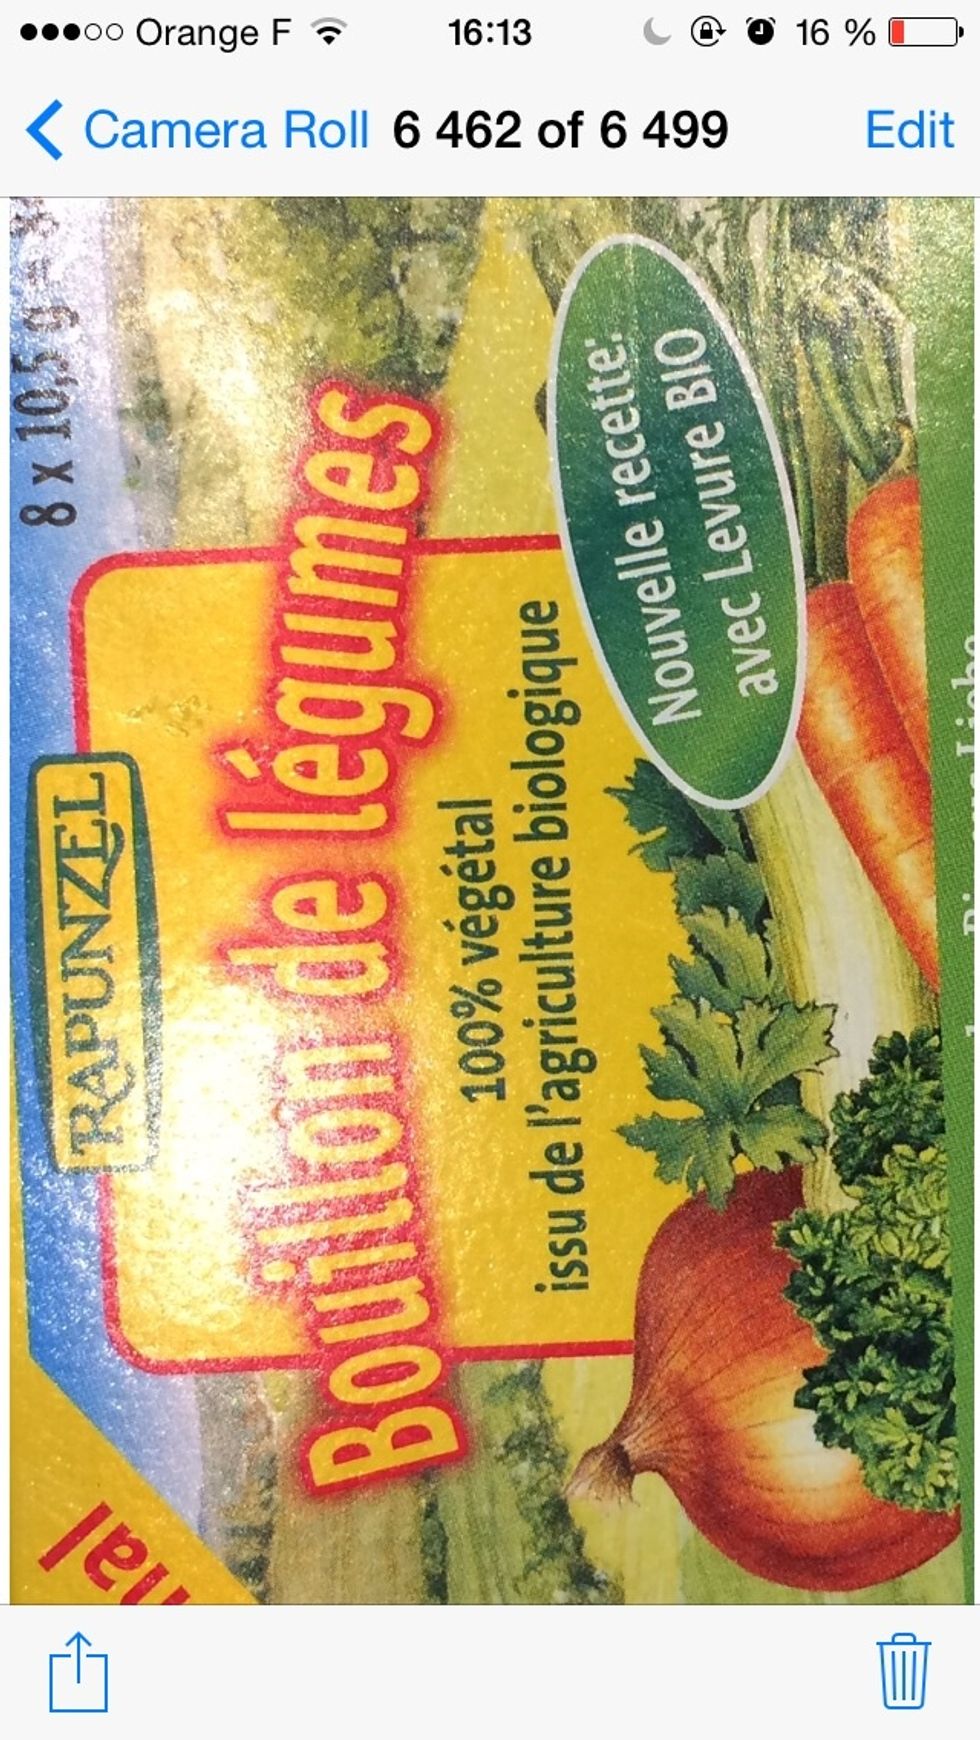 Orange F 16:13 16 %
Camera Roll 6 462 of 6 499 Edit
8 x 10,5 g =
RAPUNZEL
Bouillon de légumes
100% végétal
issu de l'agriculture biologique
Nouvelle recette:
avec Levure BIO